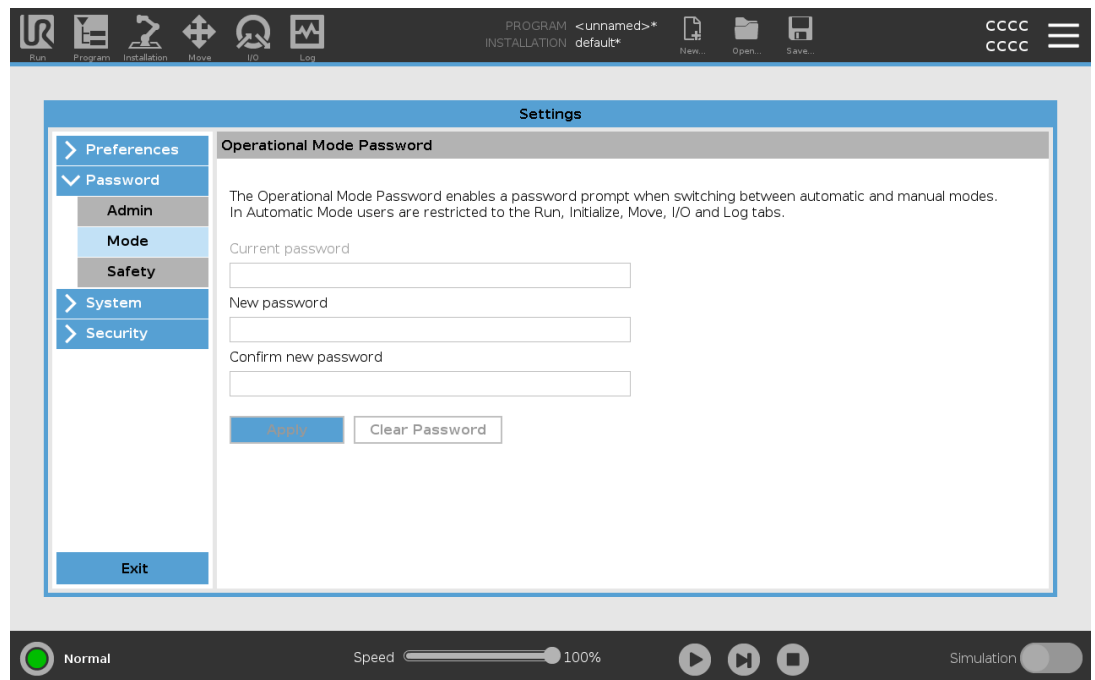 PROGRAM <unnamed>*
INSTALLATION default*
UR
Run
Program
Installation
Move
I/O
Log
New...
Open...
Save...
CCCC
CCCC
Settings
Preferences
Password
Admin
Mode
Safety
System
Security
Exit
Operational Mode Password
The Operational Mode Password enables a password prompt when switching between automatic and manual modes.
In Automatic Mode users are restricted to the Run, Initialize, Move, I/O and Log tabs.
Current password
New password
Confirm new password
Apply
Clear Password
Normal
Speed
100%
Simulation